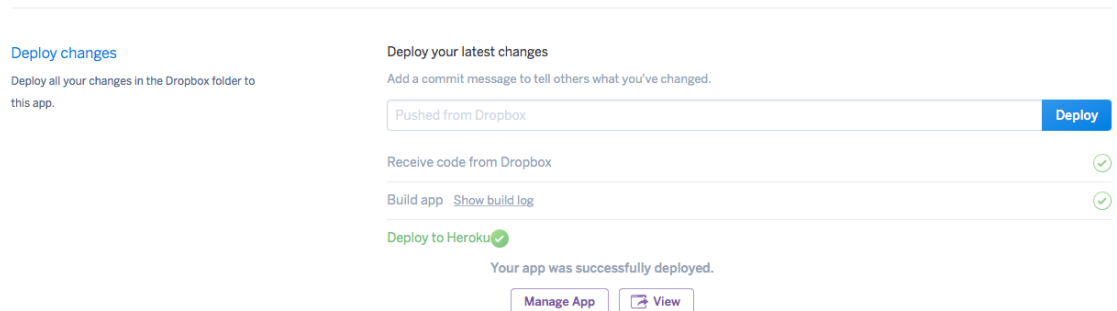 Deploy changes
Deploy all your changes in the Dropbox folder to
this app.
Deploy your latest changes
Add a commit message to tell others what you've changed.
Pushed from Dropbox
Deploy
Receive code from Dropbox
Build app Show build log
Deploy to Heroku
Your app was successfully deployed.
Manage App
View